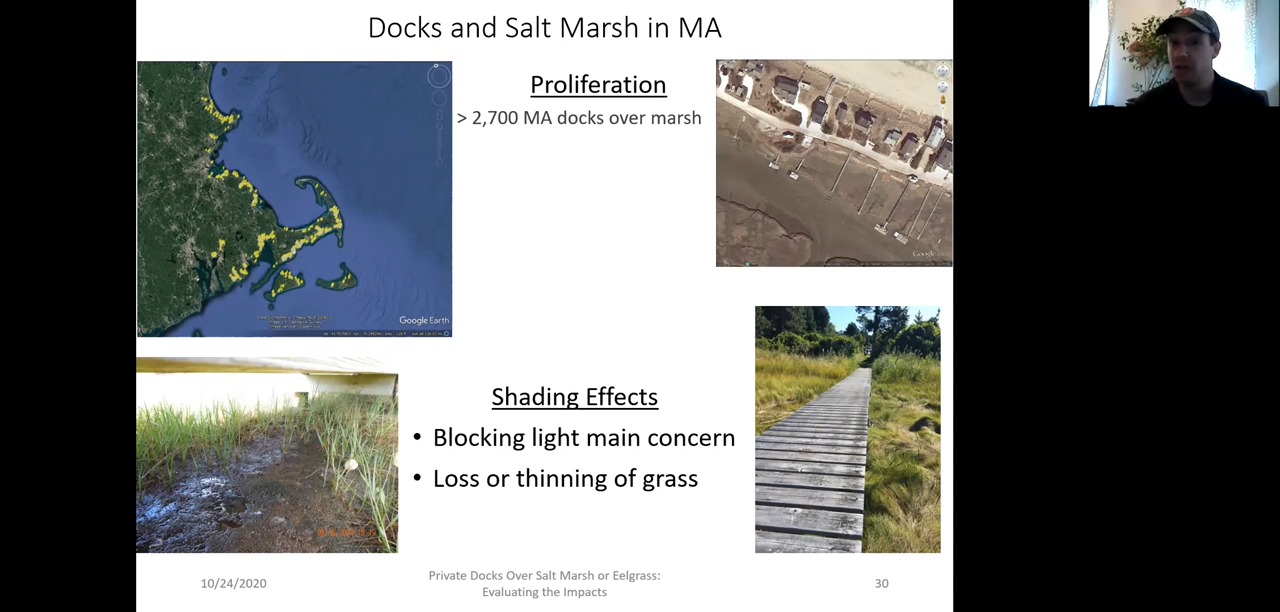 Docks and Salt Marsh in MA
Proliferation
> 2,700 MA docks over marsh
Google Earth
Google
Shading Effects
• Blocking light main concern
• Loss or thinning of grass
10/24/2020
Private Docks Over Salt Marsh or Eelgrass:
Evaluating the Impacts
30